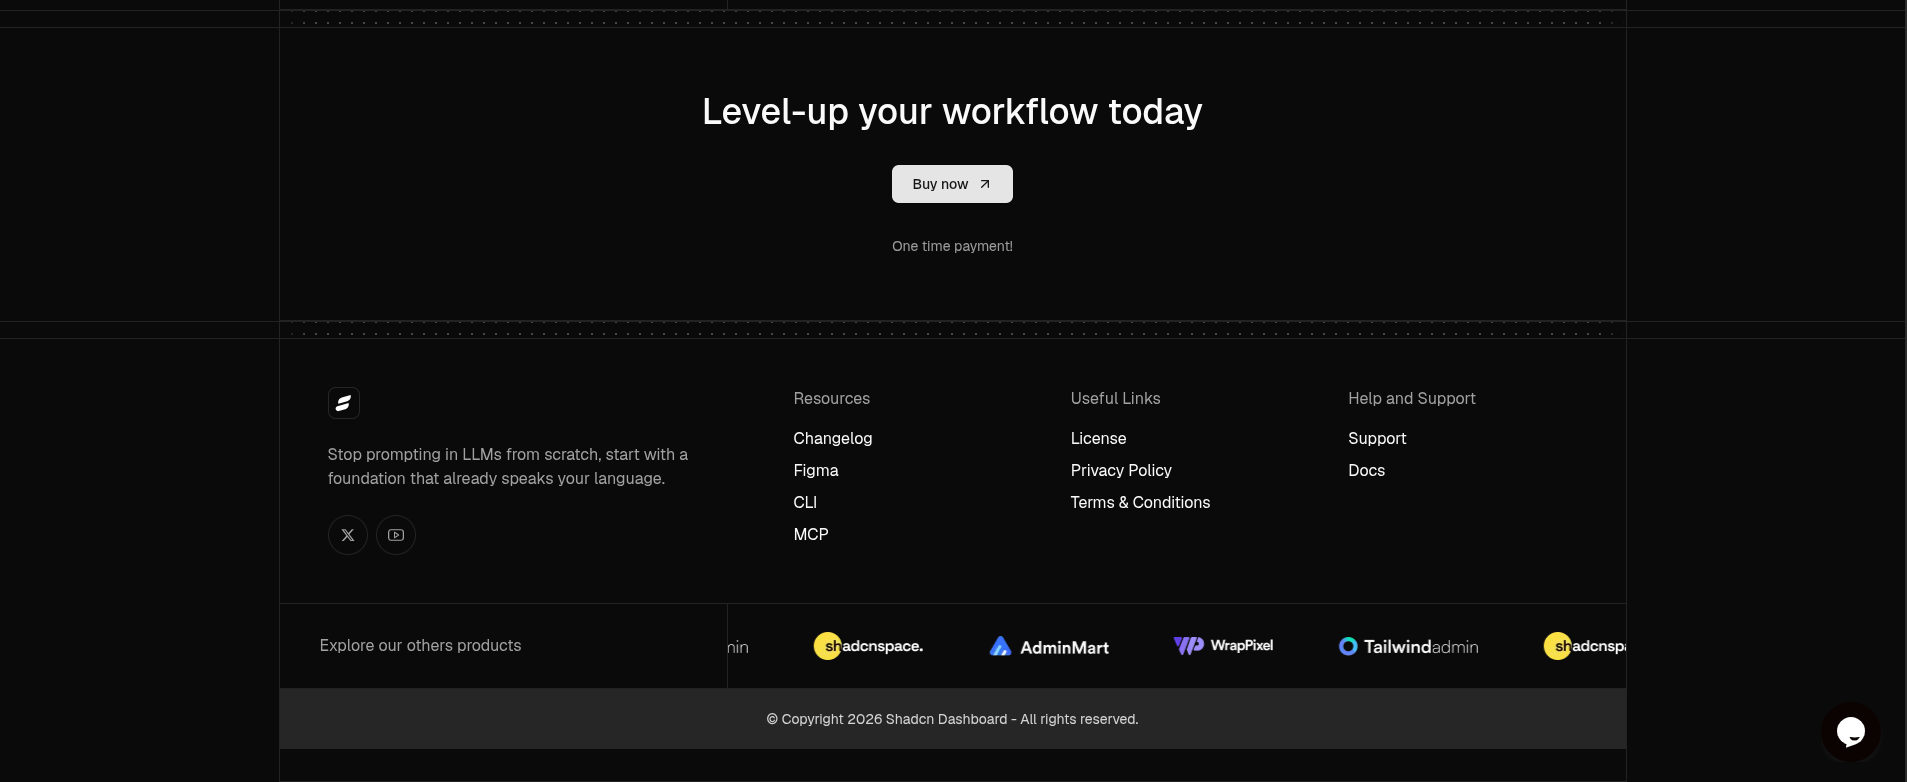 Level-up your workflow today
Buy now
One time payment!
Stop prompting in LLMs from scratch, start with a
foundation that already speaks your language.
Resources
Changelog
Figma
CLI
MCP
Useful Links
License
Privacy Policy
Terms & Conditions
Help and Support
Support
Docs
Explore our others products
min
shadcnspace.
AdminMart
WrapPixel
Tailwindadmin
shadcnspa
© Copyright 2026 Shadcn Dashboard - All rights reserved.